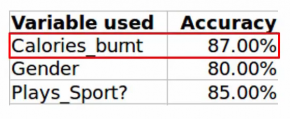 Variable used Accuracy
Calories_burnt 87.00%
Gender 80.00%
Plays_Sport? 85.00%